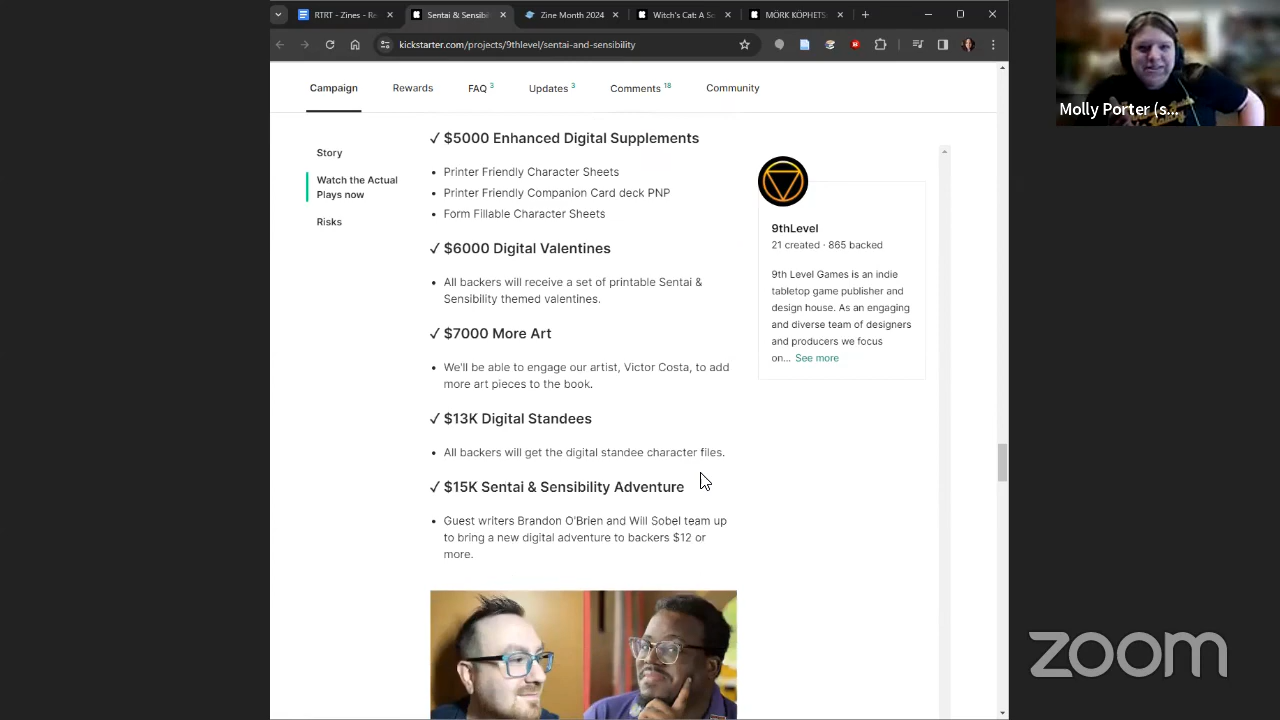 RTRT - Zines - Re
Sentai & Sensibi
Zine Month 2024
Witch's Cat: A So
MÖRK KÖPHETS
kickstarter.com/projects/9thlevel/sentai-and-sensibility
Campaign
Rewards
FAQ 3
Updates 3
Comments 18
Community
Story
Watch the Actual
Plays now
Risks
✓ $5000 Enhanced Digital Supplements
• Printer Friendly Character Sheets
• Printer Friendly Companion Card deck PNP
• Form Fillable Character Sheets
✓ $6000 Digital Valentines
• All backers will receive a set of printable Sentai &
Sensibility themed valentines.
✓ $7000 More Art
• We'll be able to engage our artist, Victor Costa, to add
more art pieces to the book.
✓ $13K Digital Standees
• All backers will get the digital standee character files.
✓ $15K Sentai & Sensibility Adventure
• Guest writers Brandon O'Brien and Will Sobel team up
to bring a new digital adventure to backers $12 or
more.
9thLevel
21 created · 865 backed
9th Level Games is an indie
tabletop game publisher and
design house. As an engaging
and diverse team of designers
and producers we focus
on... See more
Molly Porter (s...
zoom